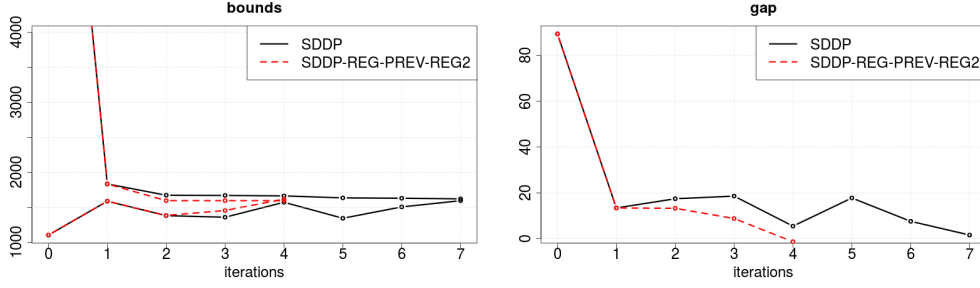 bounds
4000
3000
2000
1000
SDDP
SDDP-REG-PREV-REG2
0 1 2 3 4 5 6 7
iterations
gap
80
60
40
20
0
SDDP
SDDP-REG-PREV-REG2
0 1 2 3 4 5 6 7
iterations